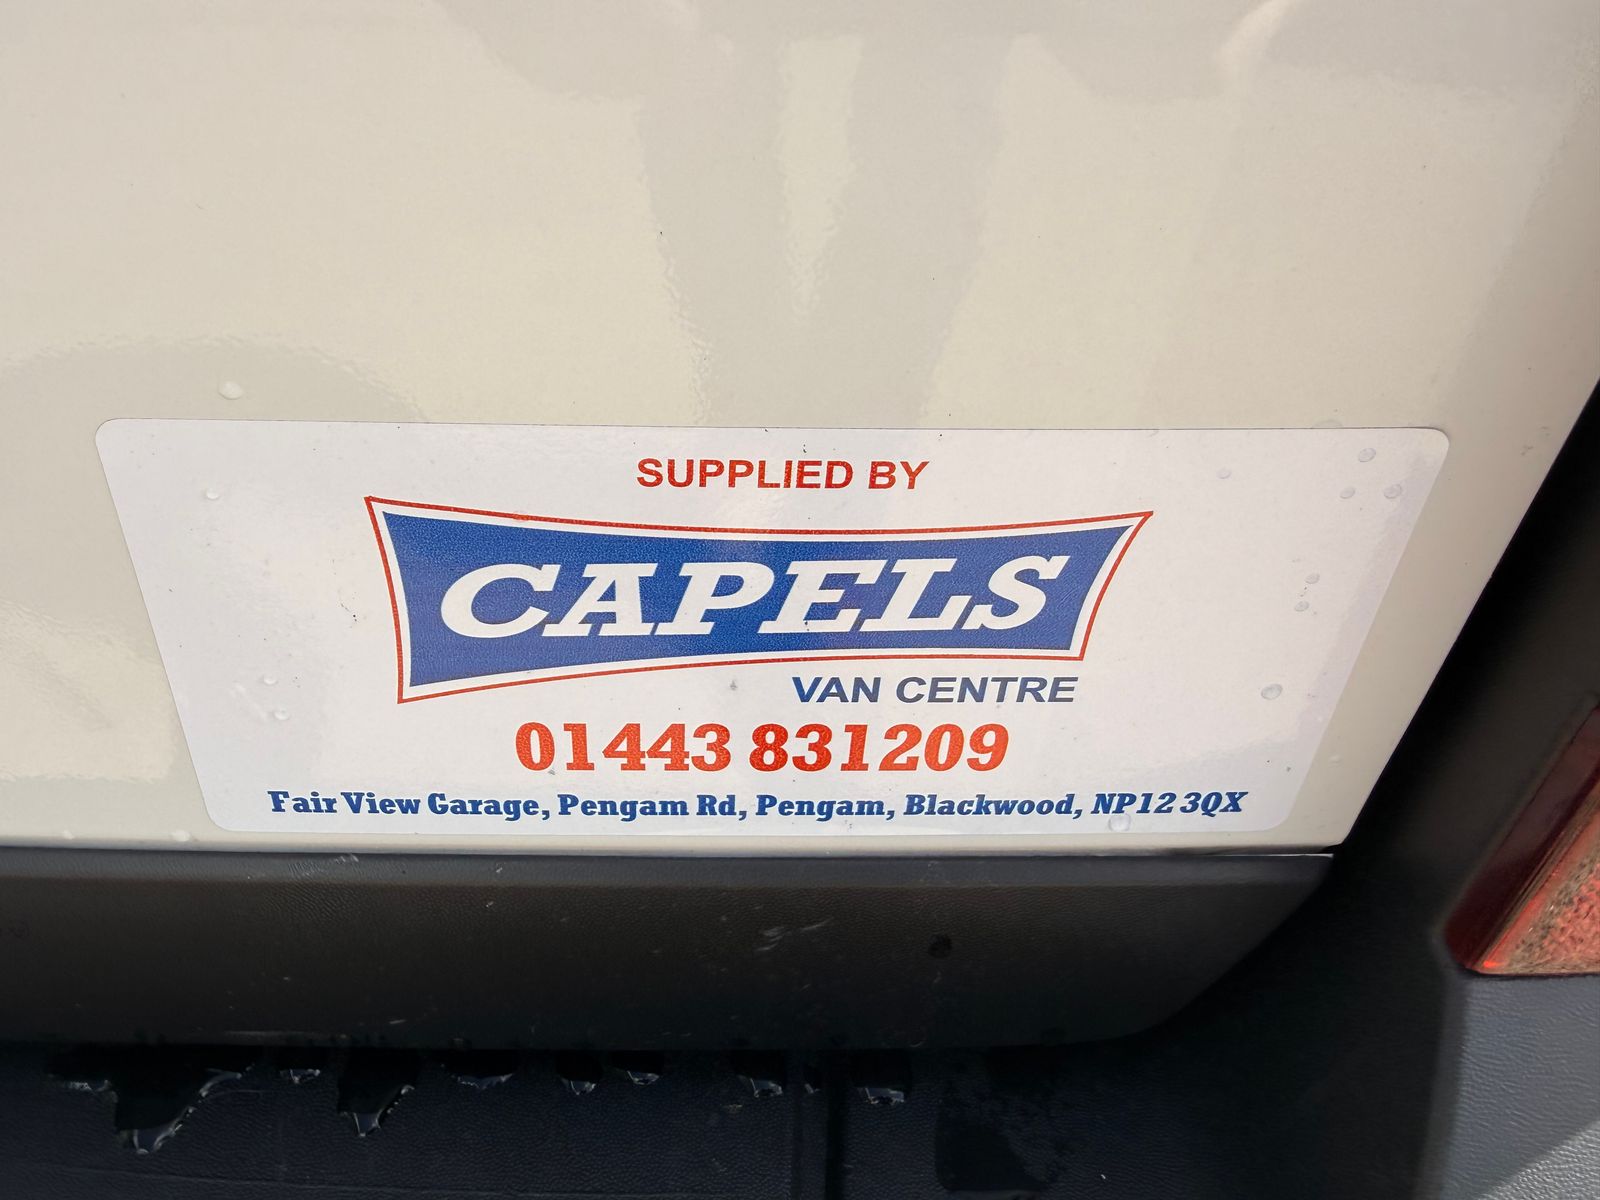 SUPPLIED BY
CAPELS
VAN CENTRE
01443 831209
Fair View Garage, Pengam Rd, Pengam, Blackwood, NP12 3QX